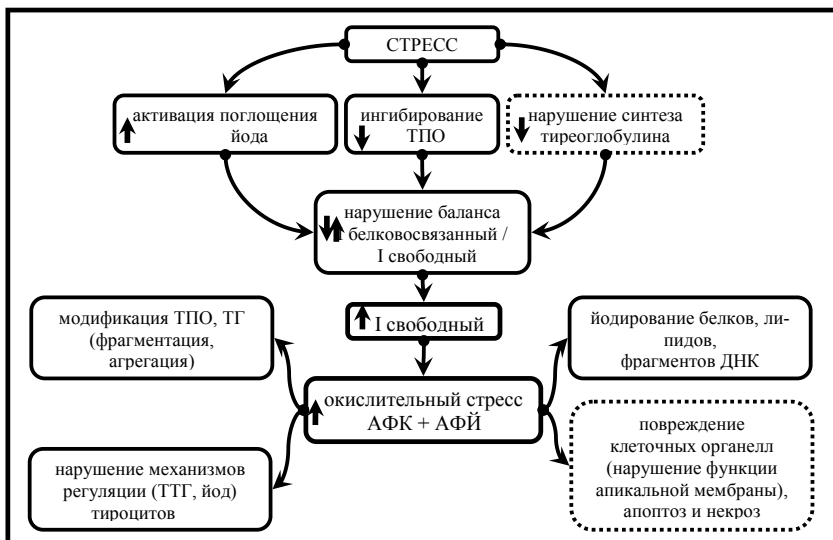 СТРЕСС
активация поглощения
йода
ингибирование
ТПО
нарушение синтеза
тиреоглобулина
нарушение баланса
I белковосвязанный /
I свободный
I свободный
модификация ТПО, ТГ
(фрагментация,
агрегация)
йодирование белков, ли-
пидов,
фрагментов ДНК
окислительный стресс
АФК + АФЙ
нарушение механизмов
регуляции (ТТГ, йод)
тироцитов
повреждение
клеточных органелл
(нарушение функции
апикальной мембраны),
апоптоз и некроз